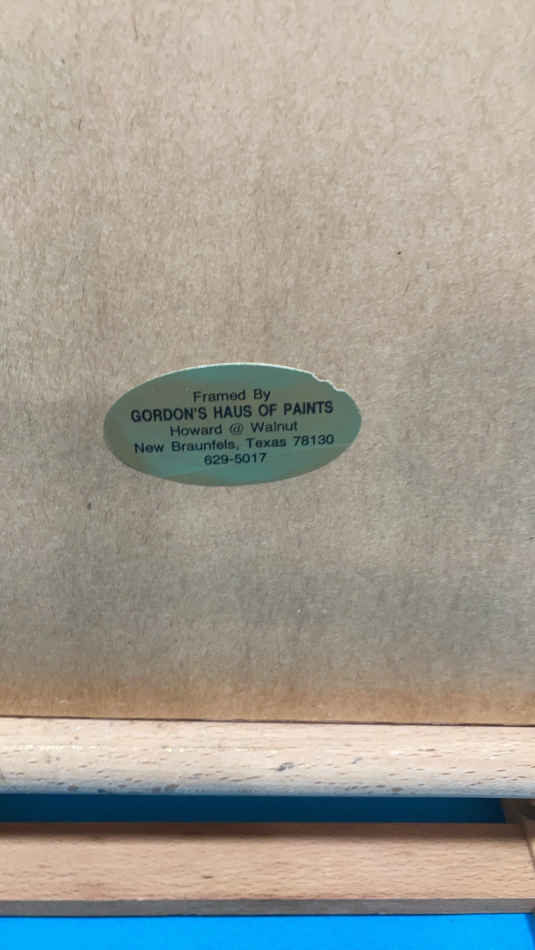 Framed By
GORDON'S HAUS OF PAINTS
Howard @ Walnut
New Braunfels, Texas 78130
629-5017